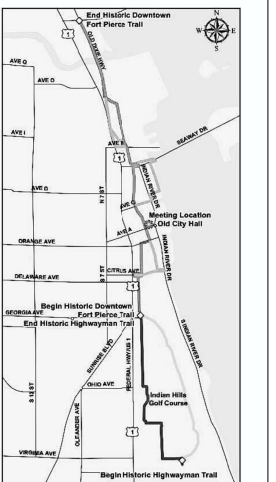 End Historic Downtown
Fort Pierce Trail
N
W
E
S
1
OLD DIXIE HWY
AVE Q
AVE O
1
SEAWAY DR
AVE I
AVE E
INDIAN RIVER DR
AVE D
N 7 ST
AVE C
Meeting Location
Old City Hall
AVE A
ORANGE AVE
INDIAN RIVER DR
CITRUS AVE
DELAWARE AVE
S 7 ST
1
Begin Historic Downtown
Fort Pierce Trail
GEORGIA AVE
End Historic Highwayman Trail
S INDIAN RIVER DR
SUNRISE BLVD
FEDERAL HWY/US 1
OHIO AVE
S 13 ST
Indian Hills
Golf Course
OLEANDER AVE
1
VIRGINIA AVE
Begin Historic Highwayman Trail